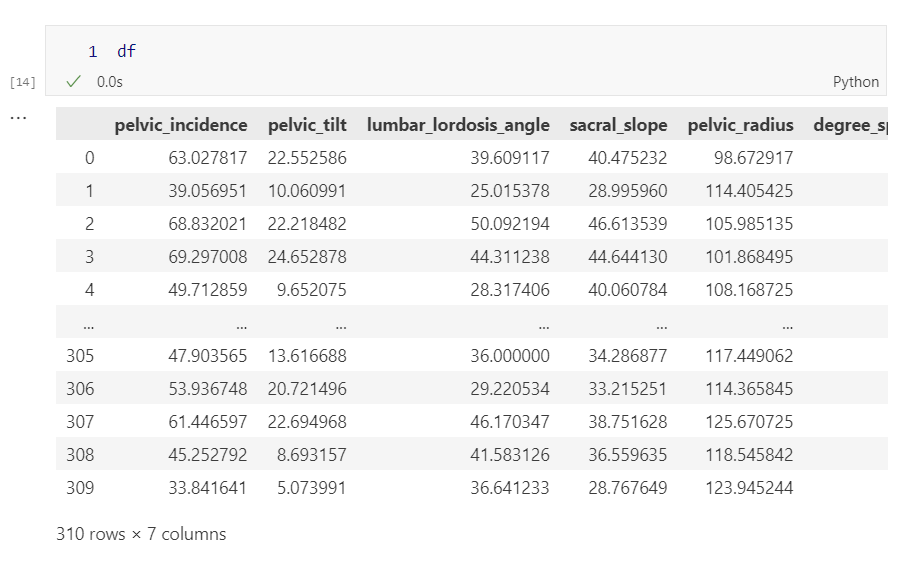 1 df
[14] ✓ 0.0s Python
...
pelvic_incidence pelvic_tilt lumbar_lordosis_angle sacral_slope pelvic_radius degree_sp
0 63.027817 22.552586 39.609117 40.475232 98.672917
1 39.056951 10.060991 25.015378 28.995960 114.405425
2 68.832021 22.218482 50.092194 46.613539 105.985135
3 69.297008 24.652878 44.311238 44.644130 101.868495
4 49.712859 9.652075 28.317406 40.060784 108.168725
... ... ... ... ... ...
305 47.903565 13.616688 36.000000 34.286877 117.449062
306 53.936748 20.721496 29.220534 33.215251 114.365845
307 61.446597 22.694968 46.170347 38.751628 125.670725
308 45.252792 8.693157 41.583126 36.559635 118.545842
309 33.841641 5.073991 36.641233 28.767649 123.945244
310 rows × 7 columns